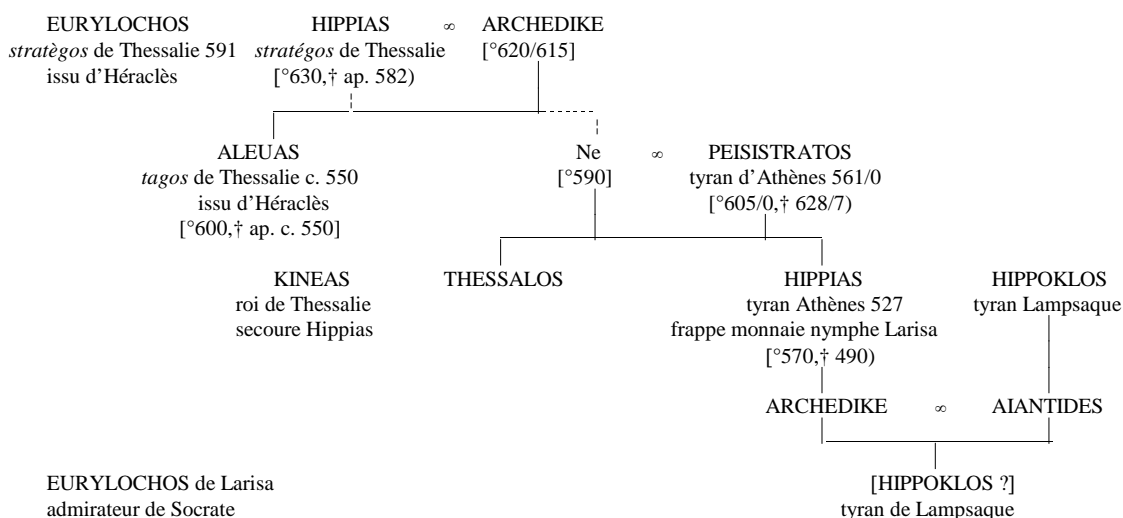 EURYLOCHOS HIPPIAS ∞ ARCHEDIKE
stratègos de Thessalie 591 stratégos de Thessalie [°620/615]
issu d’Héraclès [°630,† ap. 582)
ALEUAS Ne ∞ PEISISTRATOS
tagos de Thessalie c. 550 [°590] tyran d’Athènes 561/0
issu d’Héraclès [°605/0,† 628/7)
[°600,† ap. c. 550]
KINEAS THESSALOS HIPPIAS HIPPOKLOS
roi de Thessalie tyran Athènes 527 tyran Lampsaque
secoure Hippias frappe monnaie nymphe Larisa
[°570,† 490)
ARCHEDIKE ∞ AIANTIDES
EURYLOCHOS de Larisa [HIPPOKLOS ?]
admirateur de Socrate tyran de Lampsaque